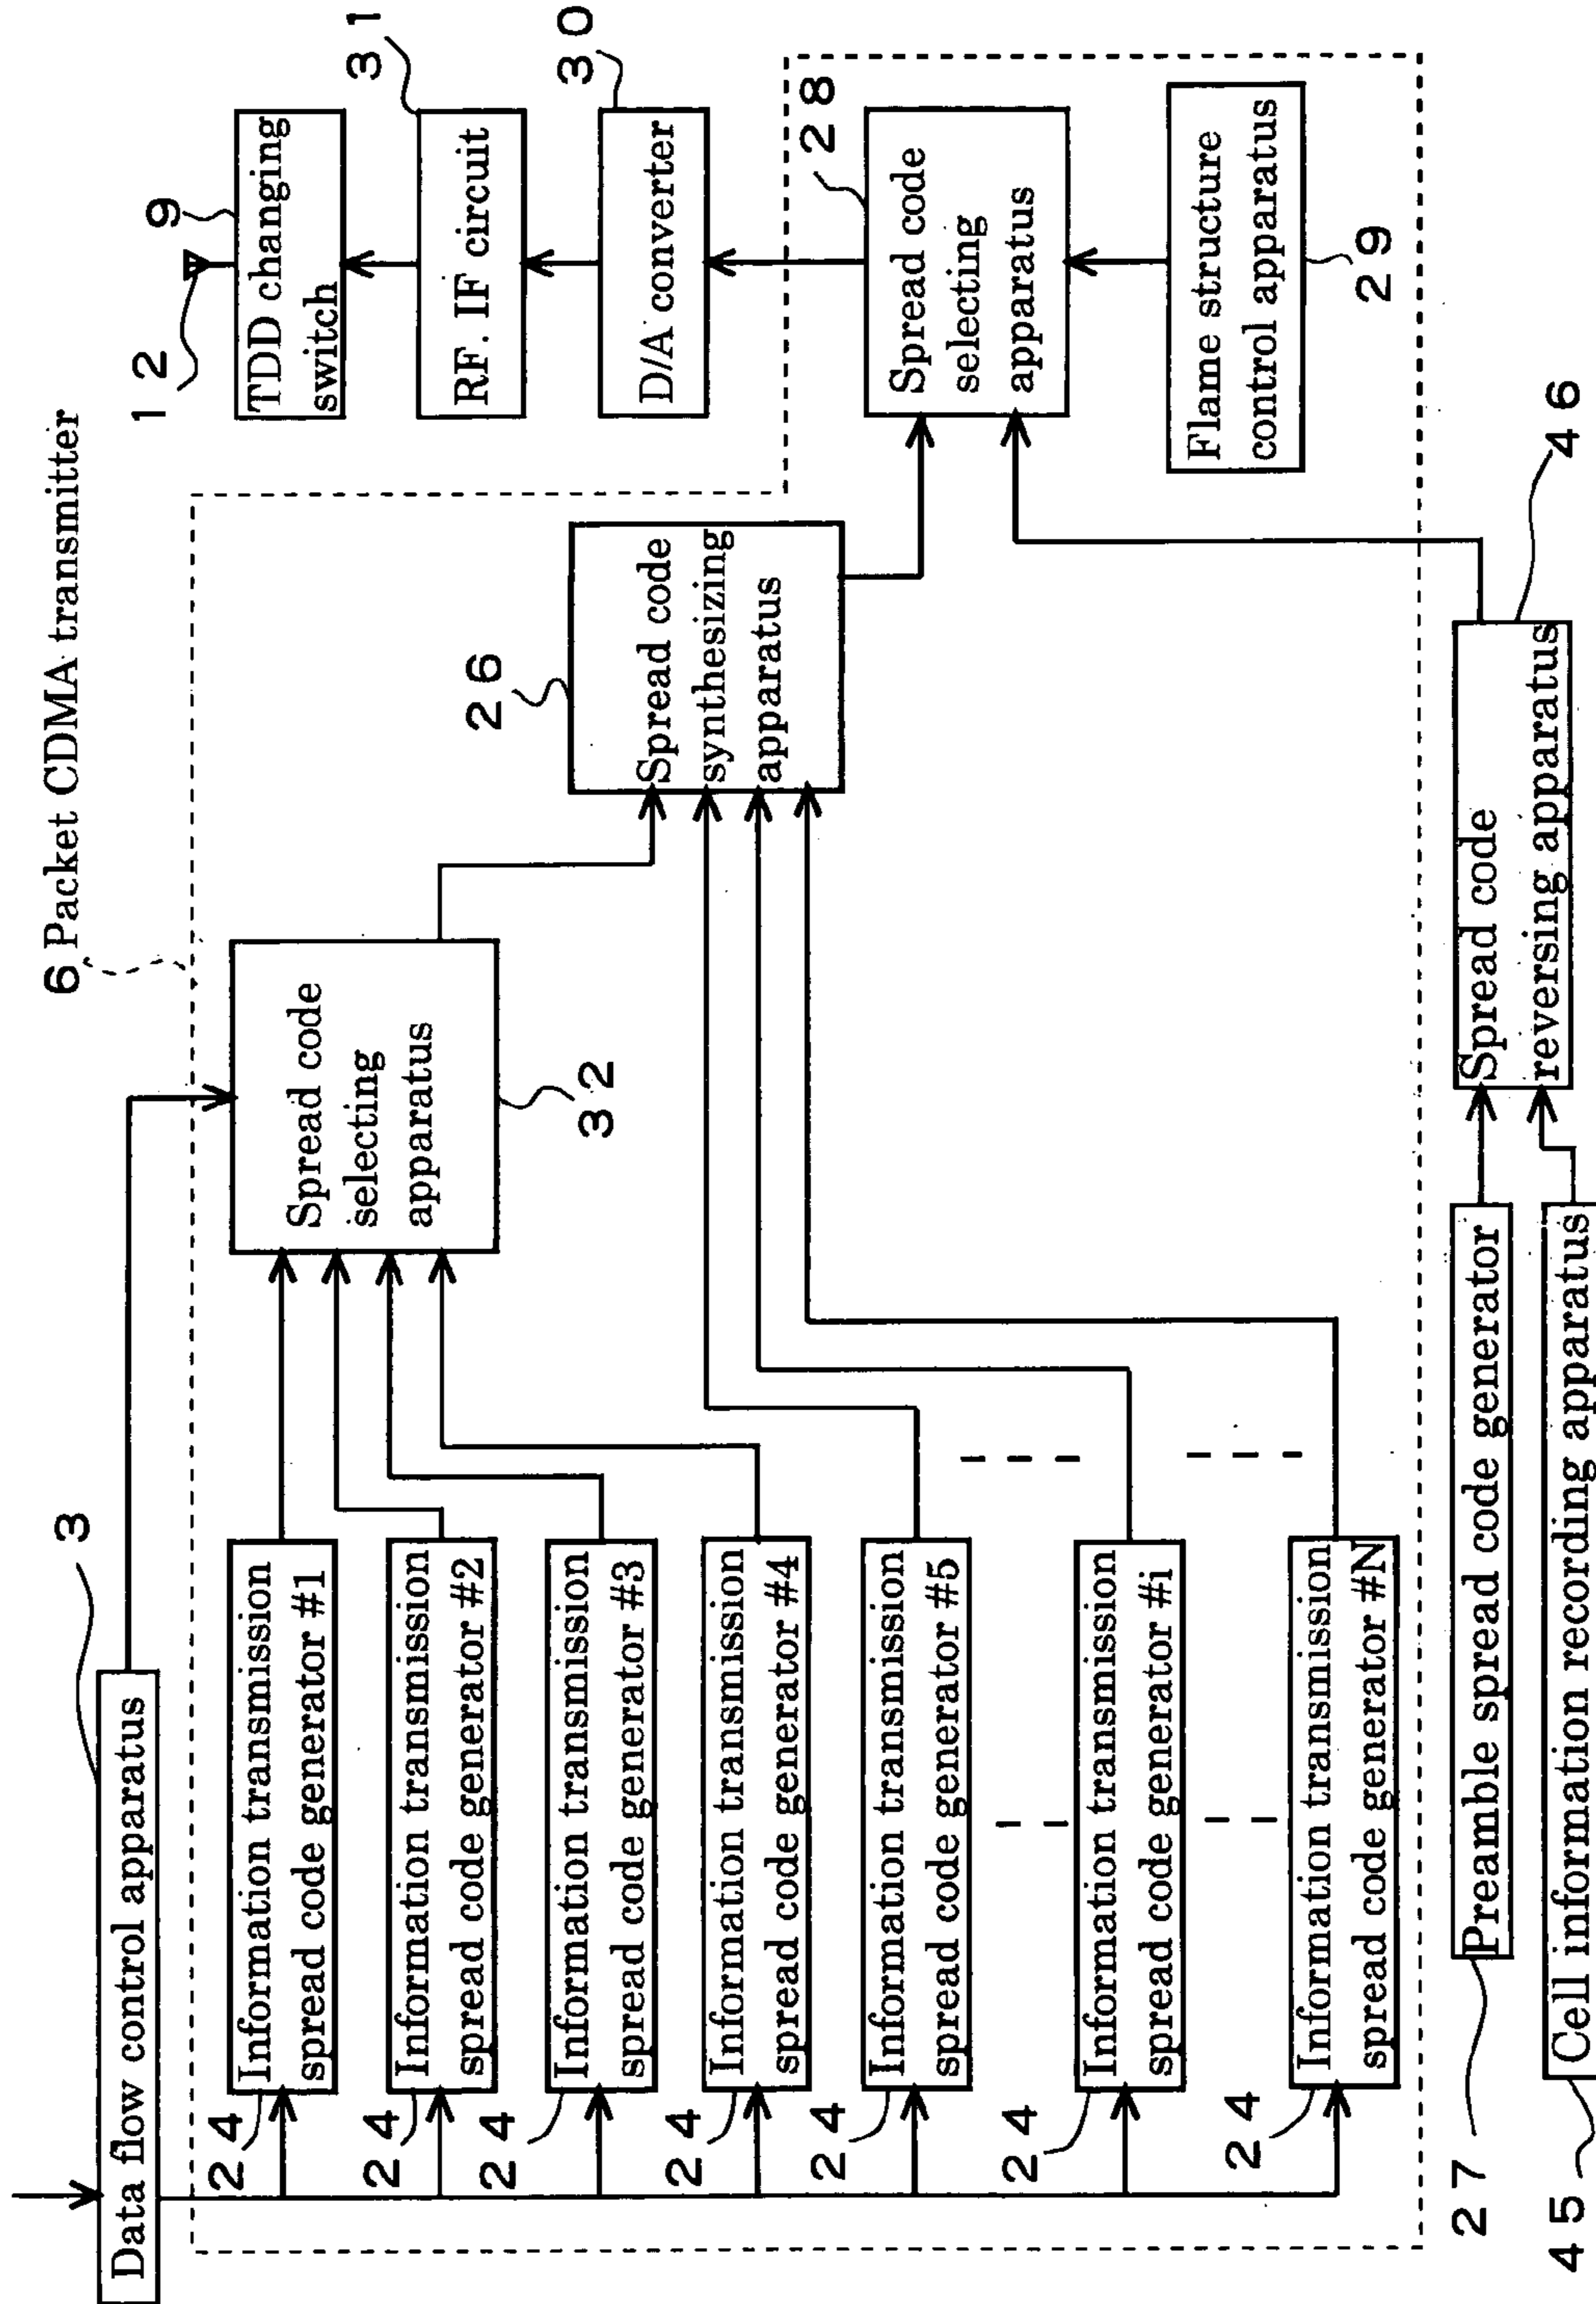 6 Packet CDMA transmitter
3
Data flow control apparatus
24
Information transmission
spread code generator #1
24
Information transmission
spread code generator #2
24
Information transmission
spread code generator #3
24
Information transmission
spread code generator #4
24
Information transmission
spread code generator #5
24
Information transmission
spread code generator #i
24
Information transmission
spread code generator #N
Spread code
selecting
apparatus
32
26
Spread code
synthesizing
apparatus
12
9
TDD changing
switch
31
RF. IF circuit
30
D/A converter
28
Spread code
selecting
apparatus
Flame structure
control apparatus
29
27
Preamble spread code generator
45
Cell information recording apparatus
Spread code
reversing apparatus
46